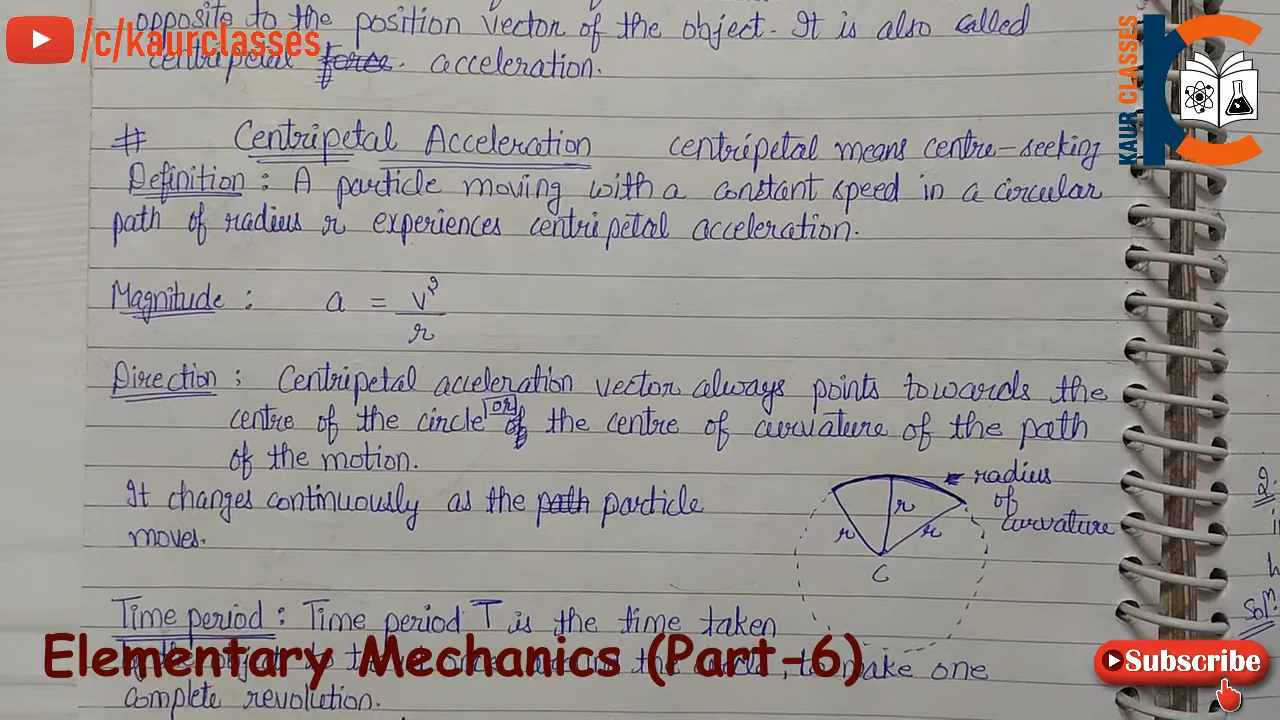 opposite to the position vector of the object. It is also called
/c/kaurclasses
centripetal force. acceleration.
KAUR CLASSES
# Centripetal Acceleration centripetal means centre-seeking
Definition : A particle moving with a constant speed in a circular
path of radius r experiences centripetal acceleration.
Magnitude : a = v²
r
Direction : Centripetal acceleration vector always points towards the
centre of the circle or of the centre of curvature of the path
of the motion.
It changes continuously as the path particle
moves.
radius
of
curvature
r
r
r
C
Time period : Time period T is the time taken
to make one
complete revolution.
Elementary Mechanics (Part-6)
Subscribe
2.
Solⁿ